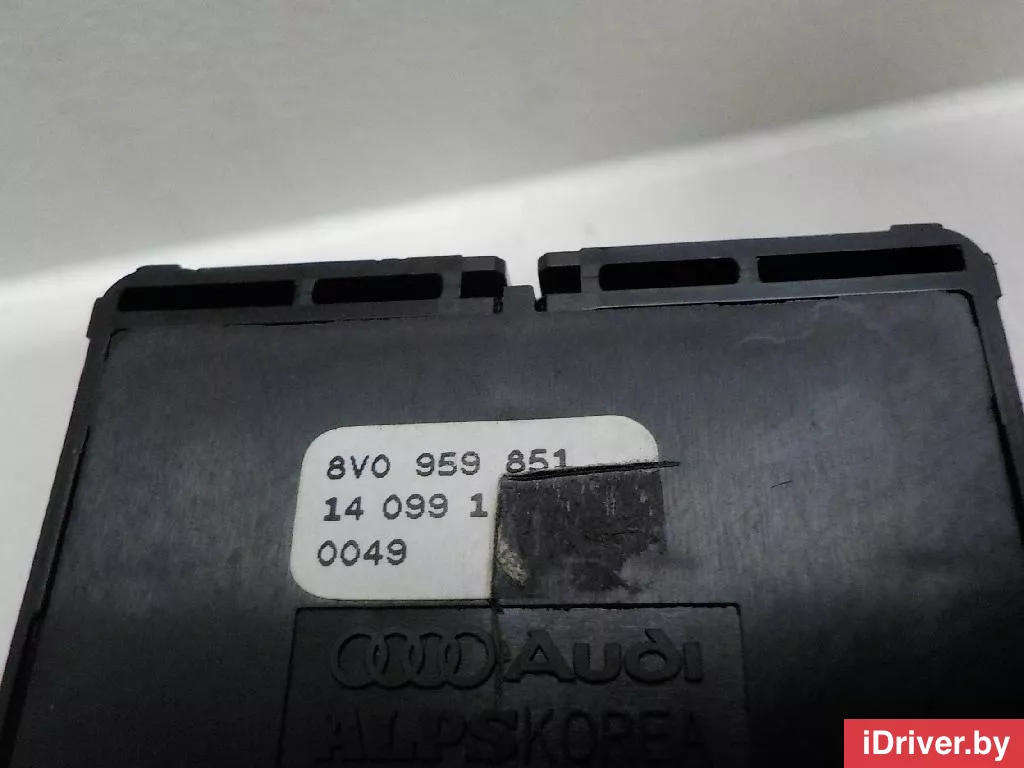 8V0 959 851
14 099 1
0049
Audi
ALPSKOREA
iDriver.by